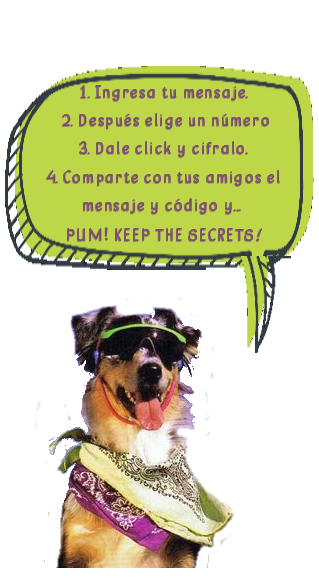 1. Ingresa tu mensaje.
2. Después elige un número
3. Dale click y cifralo.
4. Comparte con tus amigos el
mensaje y código y...
PUM! KEEP THE SECRETS!